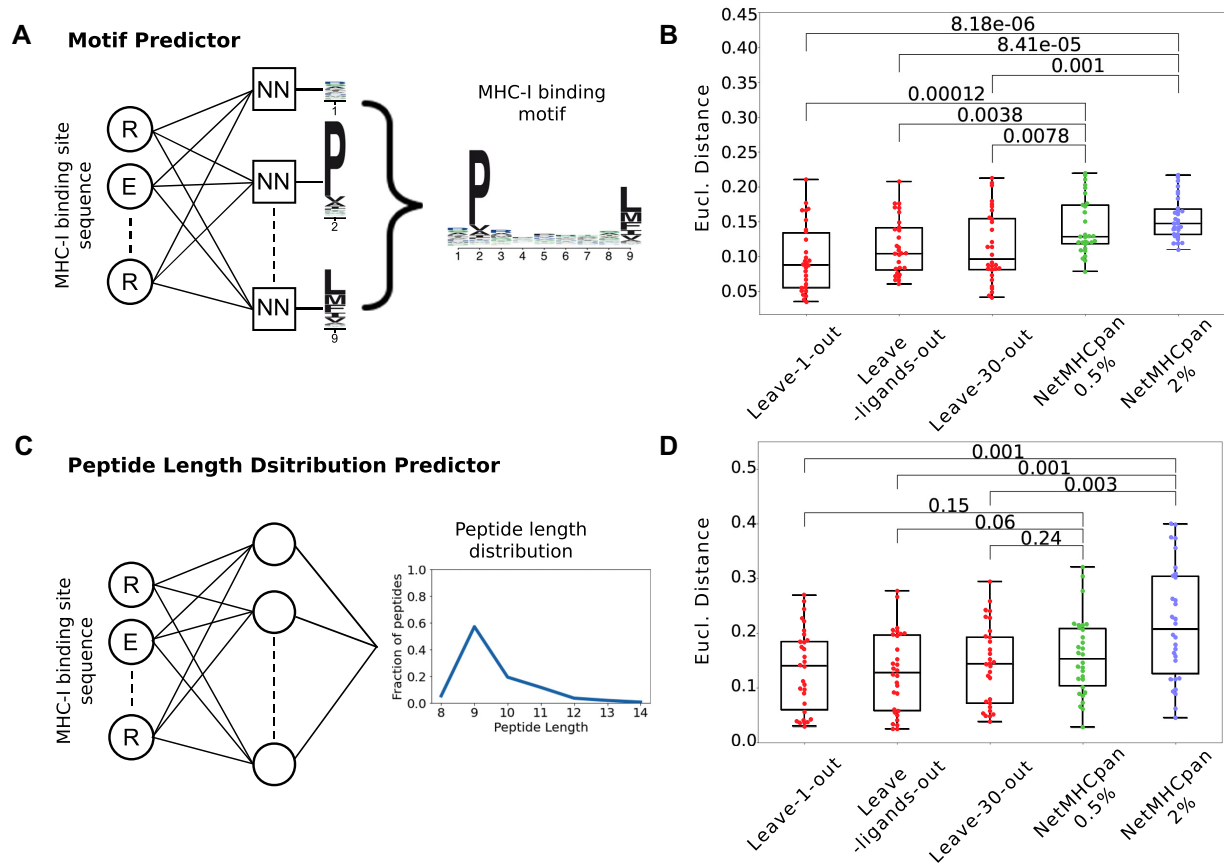 A
Motif Predictor
MHC-I binding site
sequence
R
E
R
NN
NN
NN
1
P
X
2
L
M
9
MHC-I binding
motif
P
X
L
M
1 2 3 4 5 6 7 8 9
B
Eucl. Distance
0.45
0.40
0.35
0.30
0.25
0.20
0.15
0.10
0.05
8.18e-06
8.41e-05
0.001
0.00012
0.0038
0.0078
Leave-1-out
Leave
-ligands-out
Leave-30-out
NetMHCpan
0.5%
NetMHCpan
2%
C
Peptide Length Dsitribution Predictor
MHC-I binding site
sequence
R
E
R
Peptide length
distribution
Fraction of peptides
1.0
0.8
0.6
0.4
0.2
0.0
8 9 10 11 12 13 14
Peptide Length
D
Eucl. Distance
0.5
0.4
0.3
0.2
0.1
0.0
0.001
0.001
0.003
0.15
0.06
0.24
Leave-1-out
Leave
-ligands-out
Leave-30-out
NetMHCpan
0.5%
NetMHCpan
2%